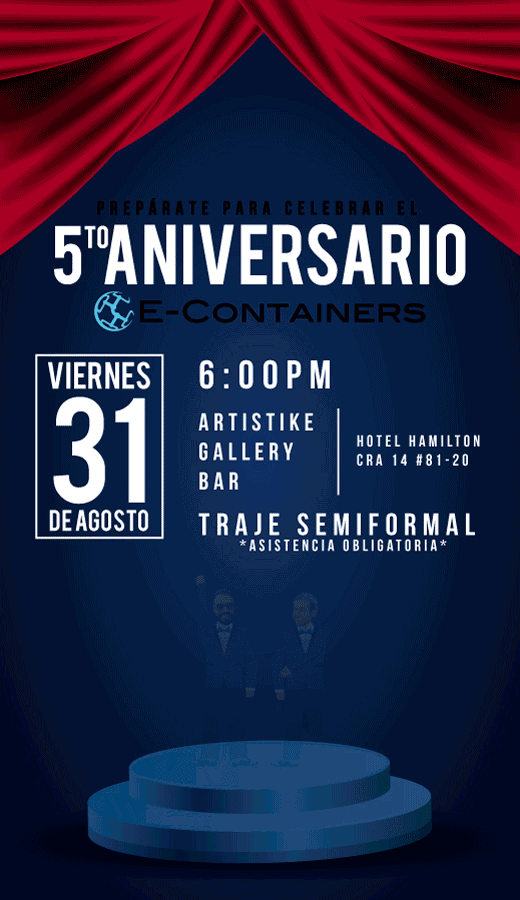 PREPÁRATE PARA CELEBRAR EL
5TO ANIVERSARIO
E-CONTAINERS
VIERNES
31
DE AGOSTO
6:00PM
ARTISTIKE
GALLERY
BAR
HOTEL HAMILTON
CRA 14 #81-20
TRAJE SEMIFORMAL
*ASISTENCIA OBLIGATORIA*